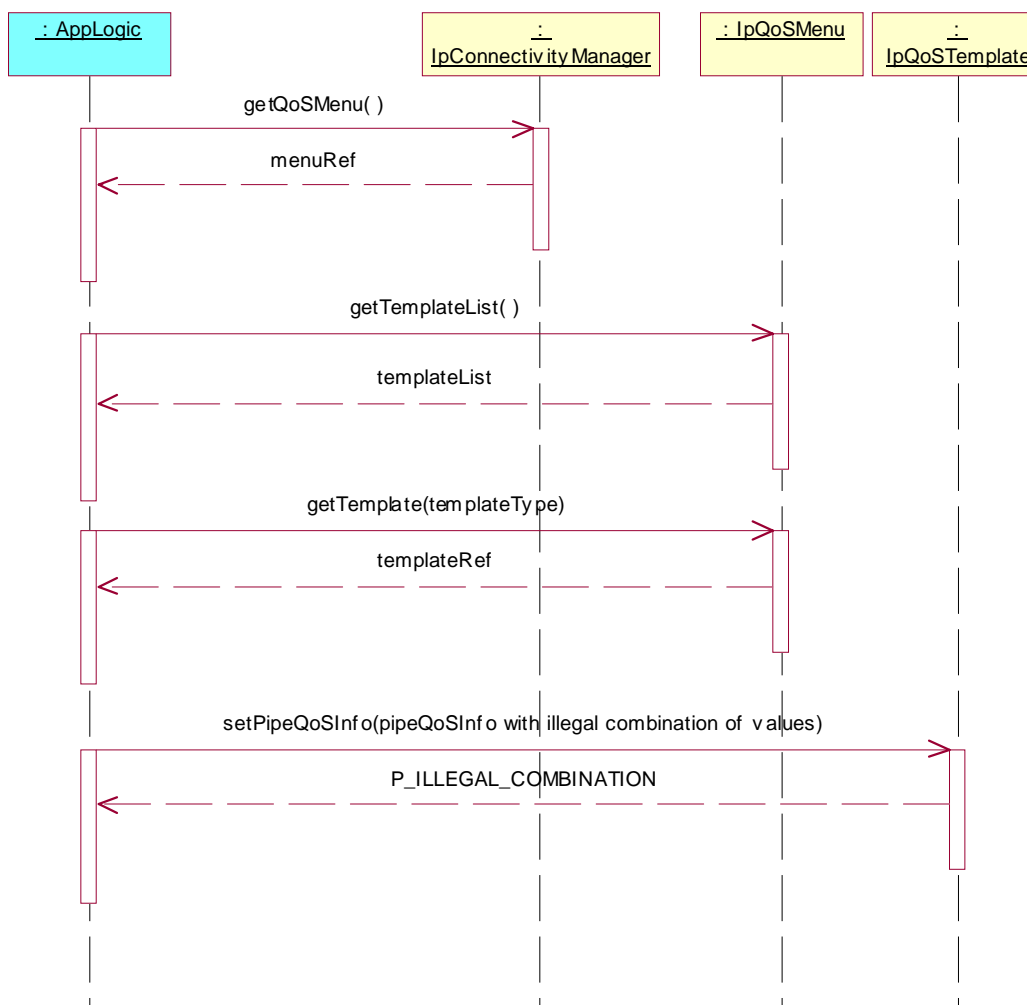 : AppLogic
:
IpConnectivityManager
: IpQoSMenu
:
IpQoSTemplate
getQoSMenu( )
menuRef
getTemplateList( )
templateList
getTemplate(templateType)
templateRef
setPipeQoSInfo(pipeQoSInfo with illegal combination of values)
P_ILLEGAL_COMBINATION